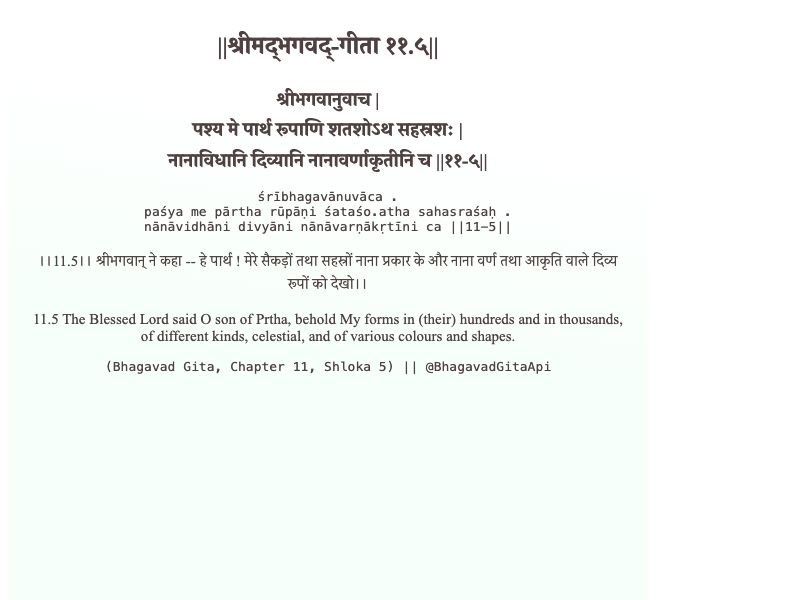 ||श्रीमद्‍भगवद्‍-गीता ११.५||
श्रीभगवानुवाच |
पश्य मे पार्थ रूपाणि शतशोऽथ सहस्रशः |
नानाविधानि दिव्यानि नानावर्णाकृतीनि च ||११-५||
śrībhagavānuvāca .
paśya me pārtha rūpāṇi śataśo.atha sahasraśaḥ .
nānāvidhāni divyāni nānāvarṇākṛtīni ca ||11-5||
।।11.5।। श्रीभगवान् ने कहा -- हे पार्थ ! मेरे सैकड़ों तथा सहस्रों नाना प्रकार के और नाना वर्ण तथा आकृति वाले दिव्य
रूपों को देखो।।
11.5 The Blessed Lord said O son of Prtha, behold My forms in (their) hundreds and in thousands,
of different kinds, celestial, and of various colours and shapes.
(Bhagavad Gita, Chapter 11, Shloka 5) || @BhagavadGitaApi